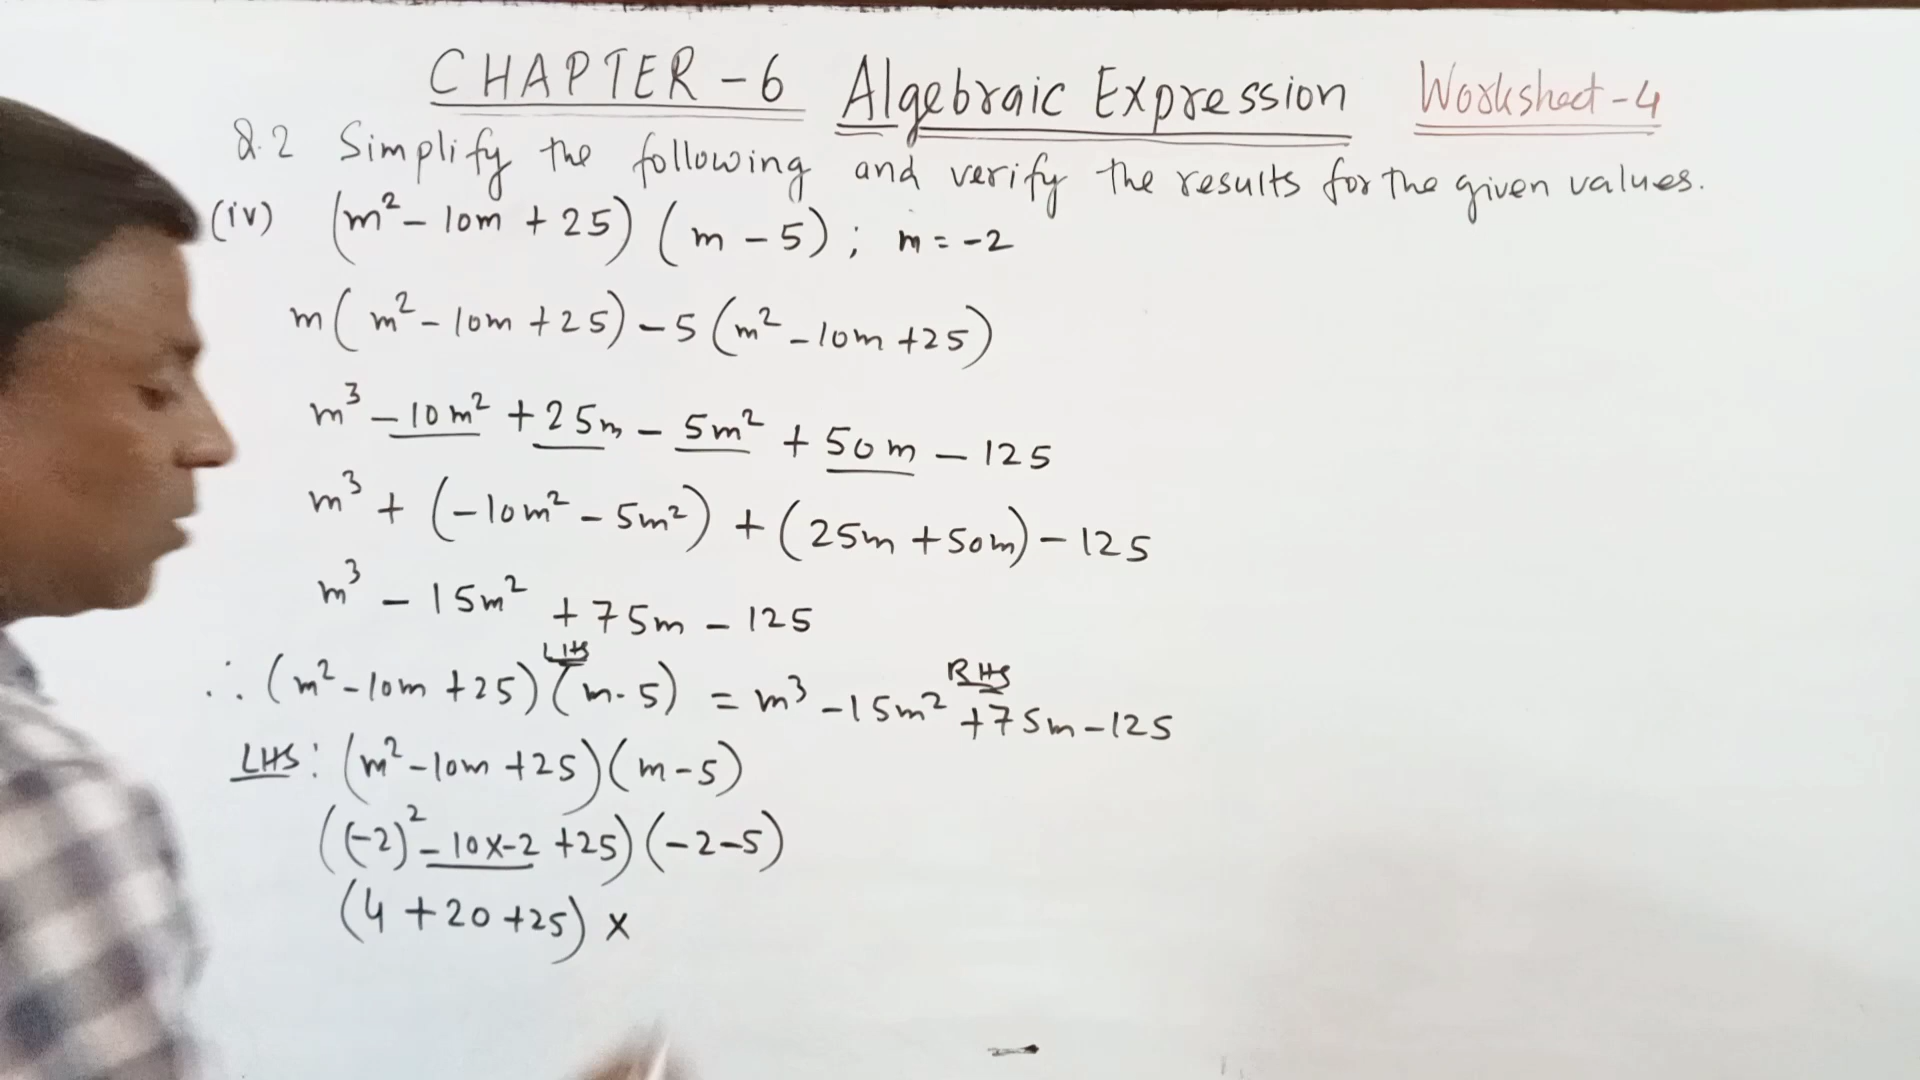 CHAPTER-6 Algebraic Expression Worksheet-4
Q.2 Simplify the following and verify the results for the given values.
(iv) (m² - 10m + 25) (m - 5) ; m = -2
m(m² - 10m + 25) - 5(m² - 10m + 25)
m³ - 10m² + 25m - 5m² + 50m - 125
m³ + (-10m² - 5m²) + (25m + 50m) - 125
m³ - 15m² + 75m - 125
LHS RHS
∴ (m² - 10m + 25)(m - 5) = m³ - 15m² + 75m - 125
LHS: (m² - 10m + 25)(m - 5)
((-2)² - 10x-2 + 25)(-2-5)
(4 + 20 + 25) x